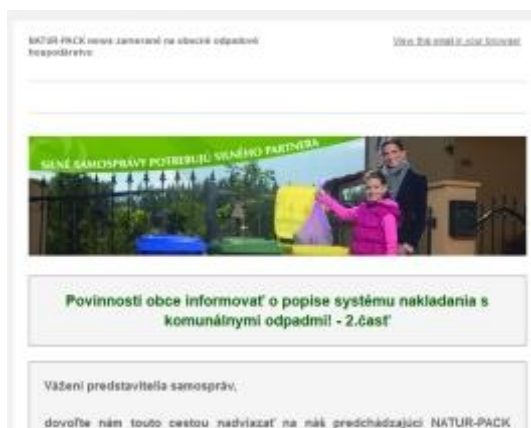 NATUR-PACK news zamerané na obecné odpadové
hospodárstvo
View this email in your browser
SILNÉ SAMOSPRÁVY POTREBUJÚ SILNÉHO PARTNERA
Povinnosti obce informovať o popise systému nakladania s
komunálnymi odpadmi! - 2.časť
Vážení predstavitelia samospráv,
dovoľte nám touto cestou nadviazať na náš predchádzajúci NATUR-PACK